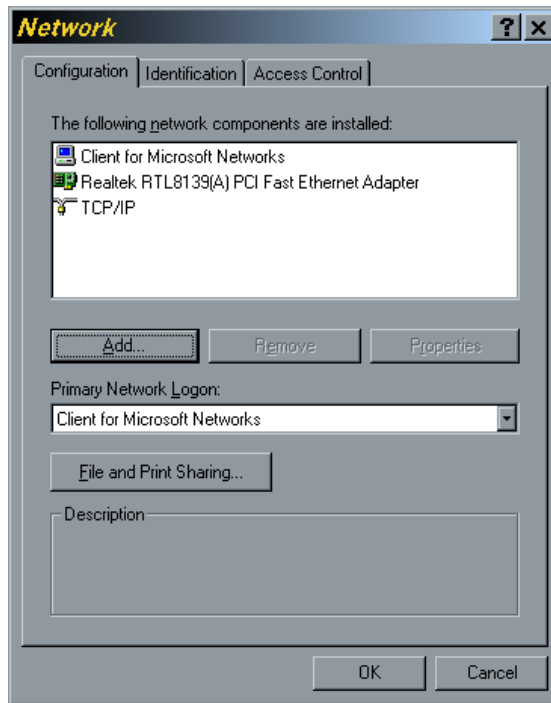 Network
Configuration Identification Access Control
The following network components are installed:
Client for Microsoft Networks
Realtek RTL8139(A) PCI Fast Ethernet Adapter
TCP/IP
Add... Remove Properties
Primary Network Logon:
Client for Microsoft Networks
File and Print Sharing...
Description
OK Cancel